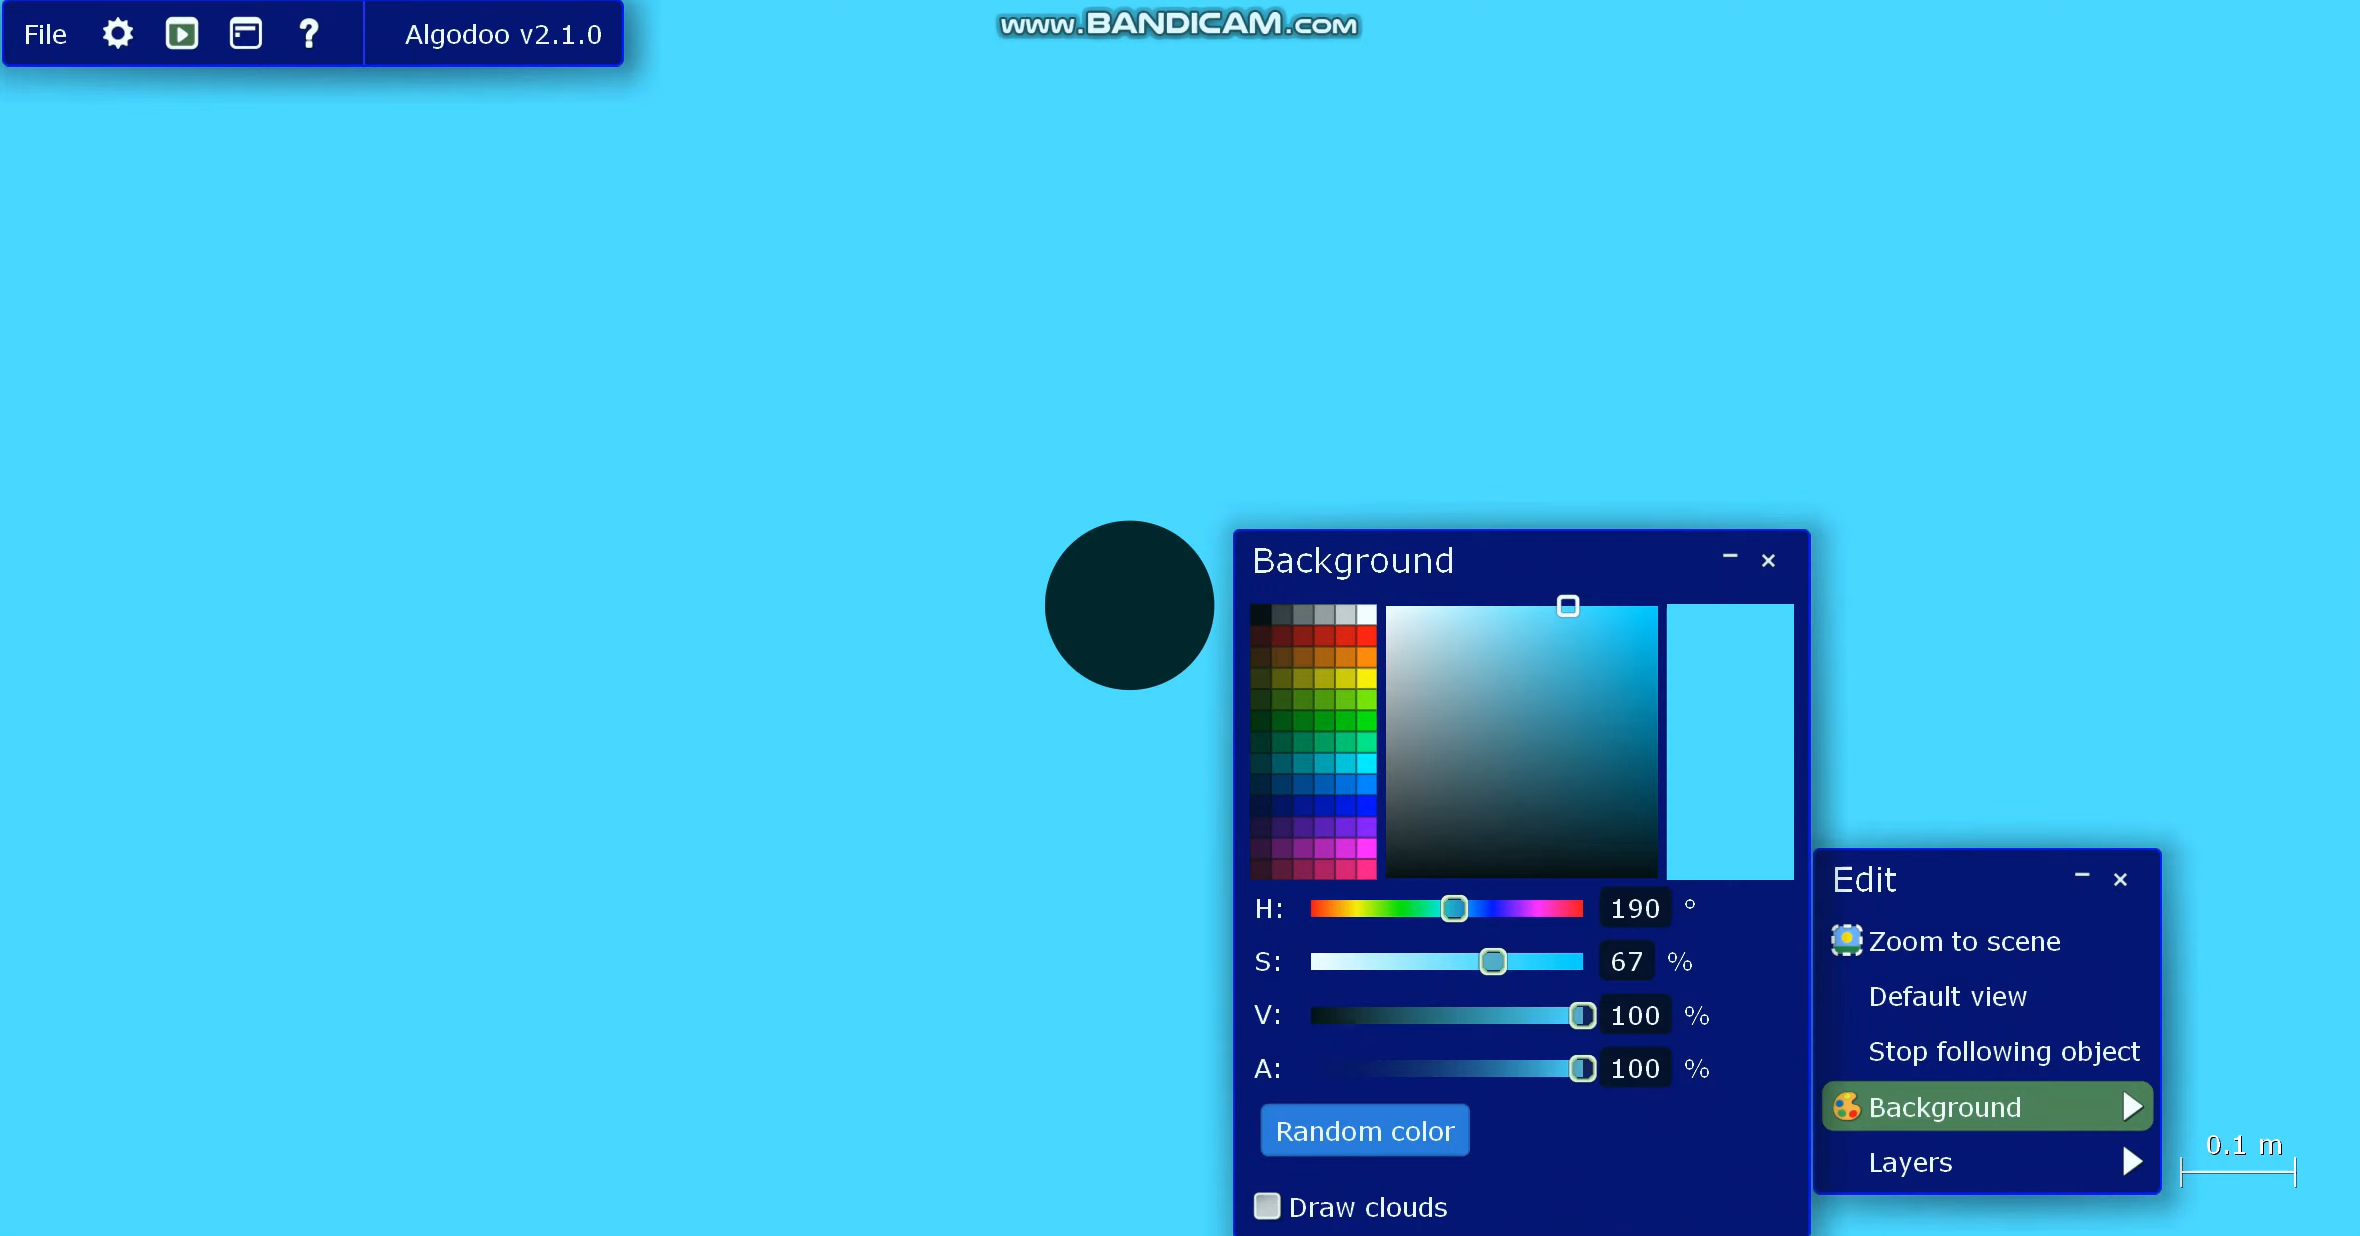 File ? Algodoo v2.1.0
www.BANDICAM.com
Background
H: 190 °
S: 67 %
V: 100 %
A: 100 %
Random color
Draw clouds
Edit
Zoom to scene
Default view
Stop following object
Background
Layers
0.1 m